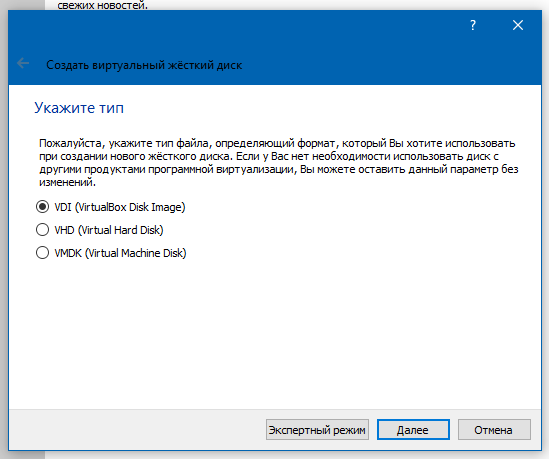 свежих новостей.
?
Создать виртуальный жёсткий диск
Укажите тип
Пожалуйста, укажите тип файла, определяющий формат, который Вы хотите использовать
при создании нового жёсткого диска. Если у Вас нет необходимости использовать диск с
другими продуктами программной виртуализации, Вы можете оставить данный параметр без
изменений.
VDI (VirtualBox Disk Image)
VHD (Virtual Hard Disk)
VMDK (Virtual Machine Disk)
Экспертный режим Далее Отмена